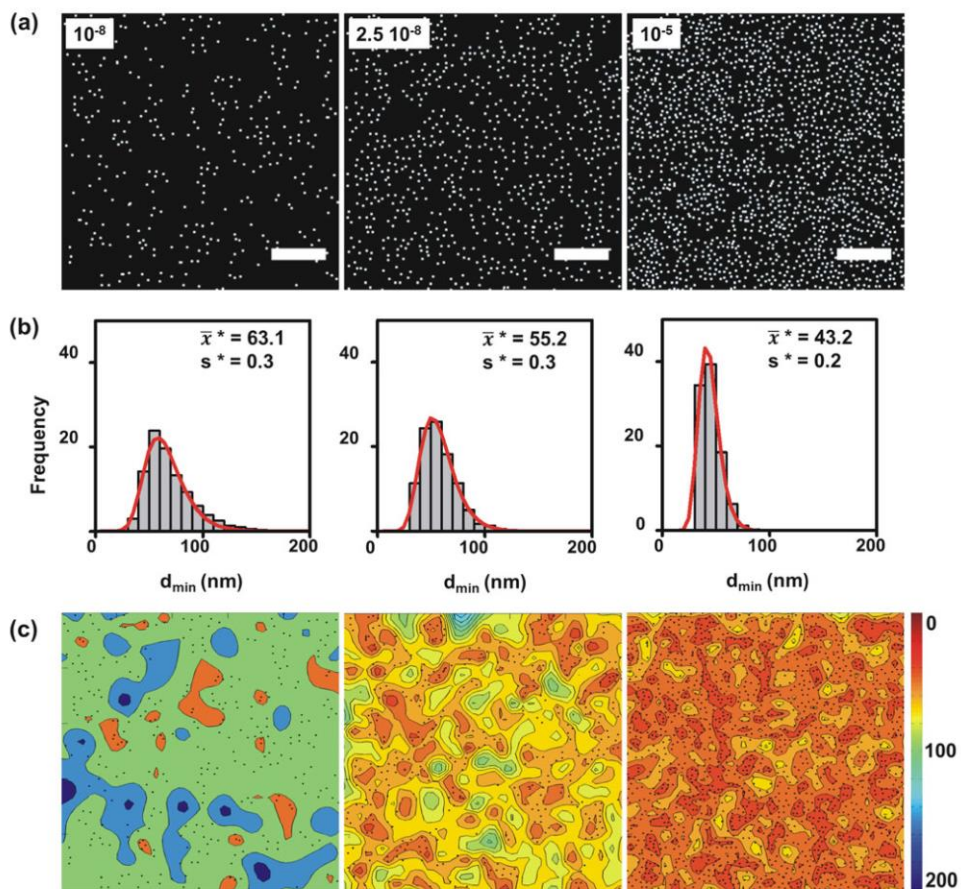 (a)
10⁻⁸
2.5 10⁻⁸
10⁻⁵
(b)
40
20
0
Frequency
x̅ * = 63.1
s * = 0.3
0 100 200
dmin (nm)
40
20
0
x̅ * = 55.2
s * = 0.3
0 100 200
dmin (nm)
40
20
0
x̅ * = 43.2
s * = 0.2
0 100 200
dmin (nm)
(c)
0
100
200